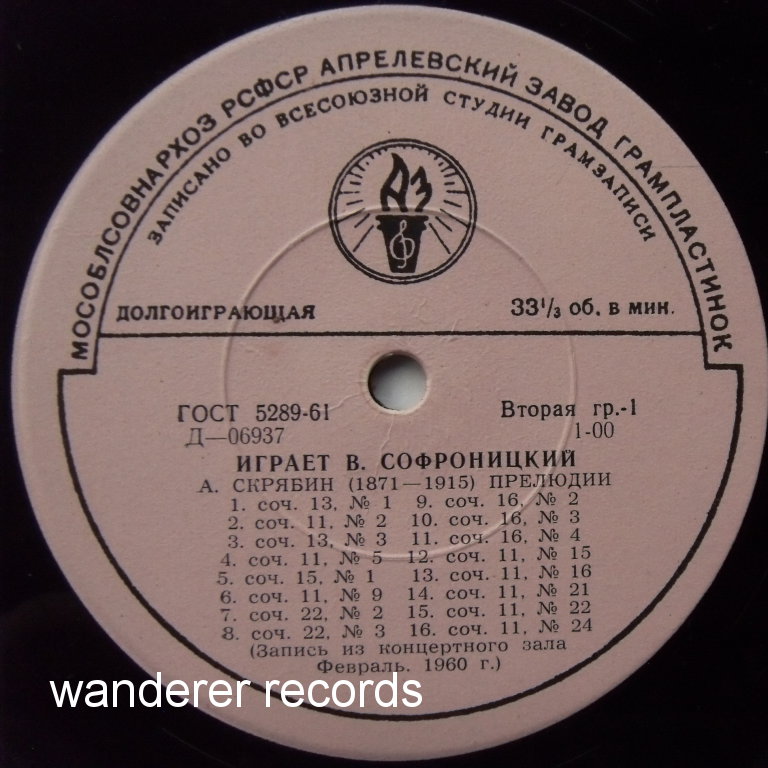 МОСОБЛСОВНАРХОЗ РСФСР АПРЕЛЕВСКИЙ ЗАВОД ГРАМПЛАСТИНОК
ЗАПИСАНО ВО ВСЕСОЮЗНОЙ СТУДИИ ГРАМЗАПИСИ
АЗ
ДОЛГОИГРАЮЩАЯ 33⅓ об. в мин.
ГОСТ 5289-61 Вторая гр.-1
Д—06937 1-00
ИГРАЕТ В. СОФРОНИЦКИЙ
А. СКРЯБИН (1871—1915) ПРЕЛЮДИИ
1. соч. 13, № 1 9. соч. 16, № 2
2. соч. 11, № 2 10. соч. 16, № 3
3. соч. 13, № 3 11. соч. 16, № 4
4. соч. 11, № 5 12. соч. 11, № 15
5. соч. 15, № 1 13. соч. 11, № 16
6. соч. 11, № 9 14. соч. 11, № 21
7. соч. 22, № 2 15. соч. 11, № 22
8. соч. 22, № 3 16. соч. 11, № 24
(Запись из концертного зала
Февраль. 1960 г.)
wanderer records